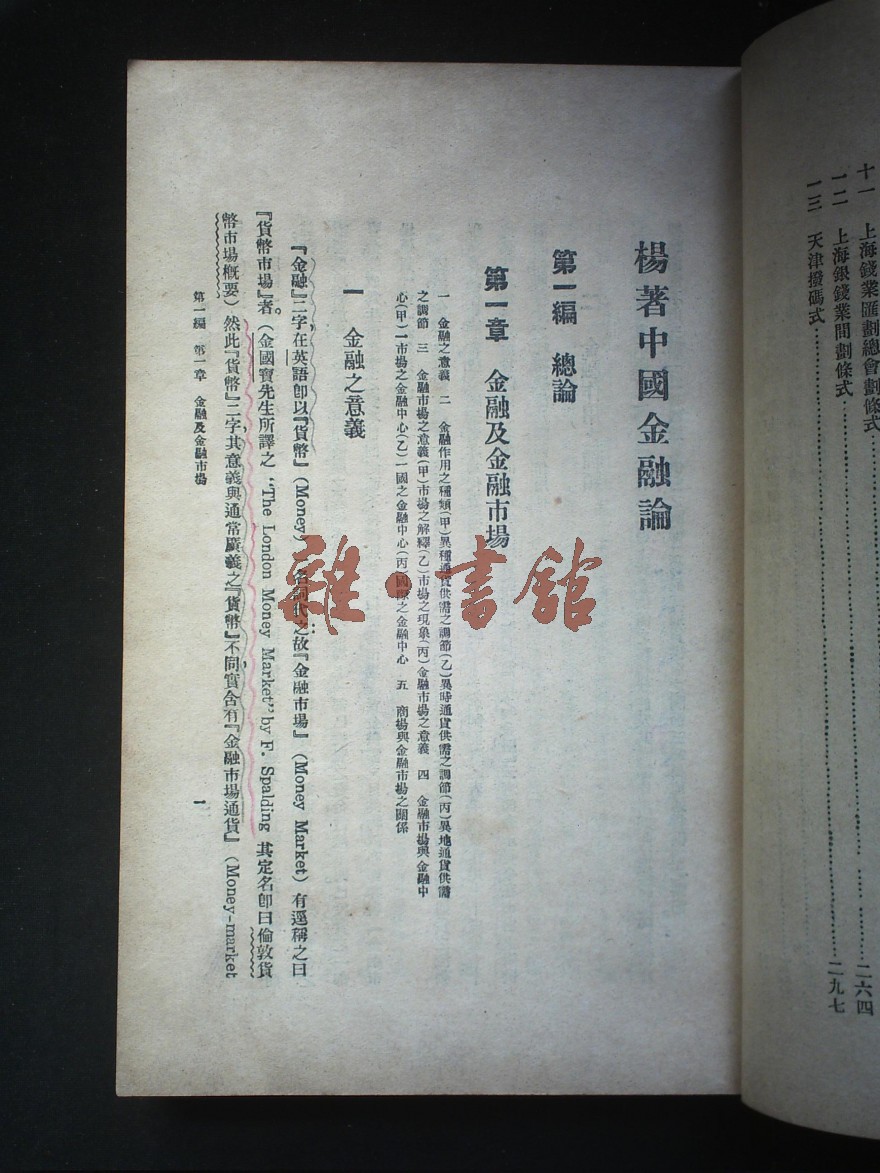 十一 上海錢業匯劃總會劃條式……二六四
一二 上海銀錢業間劃條式……
一三 天津撥碼式……二九七
楊著中國金融論
第一編 總論
第一章 金融及金融市場
一 金融之意義 二 金融作用之種類(甲)異種通貨供需之調節(乙)異時通貨供需之調節(丙)異地通貨供需
之調節 三 金融市場之意義(甲)市場之解釋(乙)市場之現象(丙)金融市場之意義 四 金融市場與金融中
心(甲)一市場之金融中心(乙)一國之金融中心(丙)國際之金融中心 五 商場與金融市場之關係
一 金融之意義
『金融』二字,在英語卽以『貨幣』(Money)一名詞代之故『金融市場』(Money Market)有逕稱之曰
『貨幣市場』者。(金國寶先生所譯之 "The London Money Market" by F. Spalding 其定名卽曰倫敦貨
幣市場概要)然此『貨幣』二字,其意義與通常廣義之『貨幣』不同實含有『金融市場通貨』(Money-market
第一編 第一章 金融及金融市場
1
雜·書館